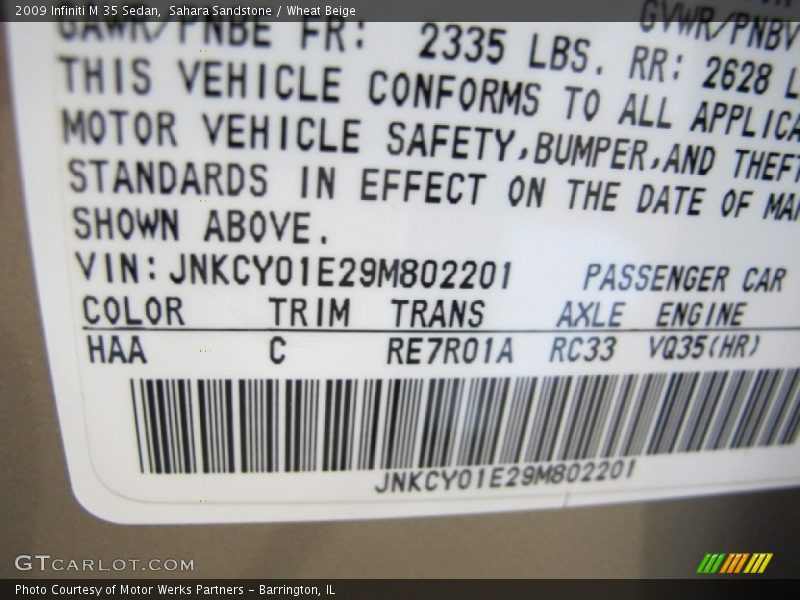 2009 Infiniti M 35 Sedan,  Sahara Sandstone / Wheat Beige
GVWR/PNBV
GAWR/PNBE FR: 2335 LBS. RR: 2628 L
THIS VEHICLE CONFORMS TO ALL APPLICA
MOTOR VEHICLE SAFETY,BUMPER,AND THEFT
STANDARDS IN EFFECT ON THE DATE OF MA
SHOWN ABOVE.
VIN: JNKCY01E29M802201 PASSENGER CAR
COLOR TRIM TRANS AXLE ENGINE
HAA C RE7R01A RC33 VQ35(HR)
JNKCY01E29M802201
GTCARLOT.COM
Photo Courtesy of Motor Werks Partners - Barrington, IL